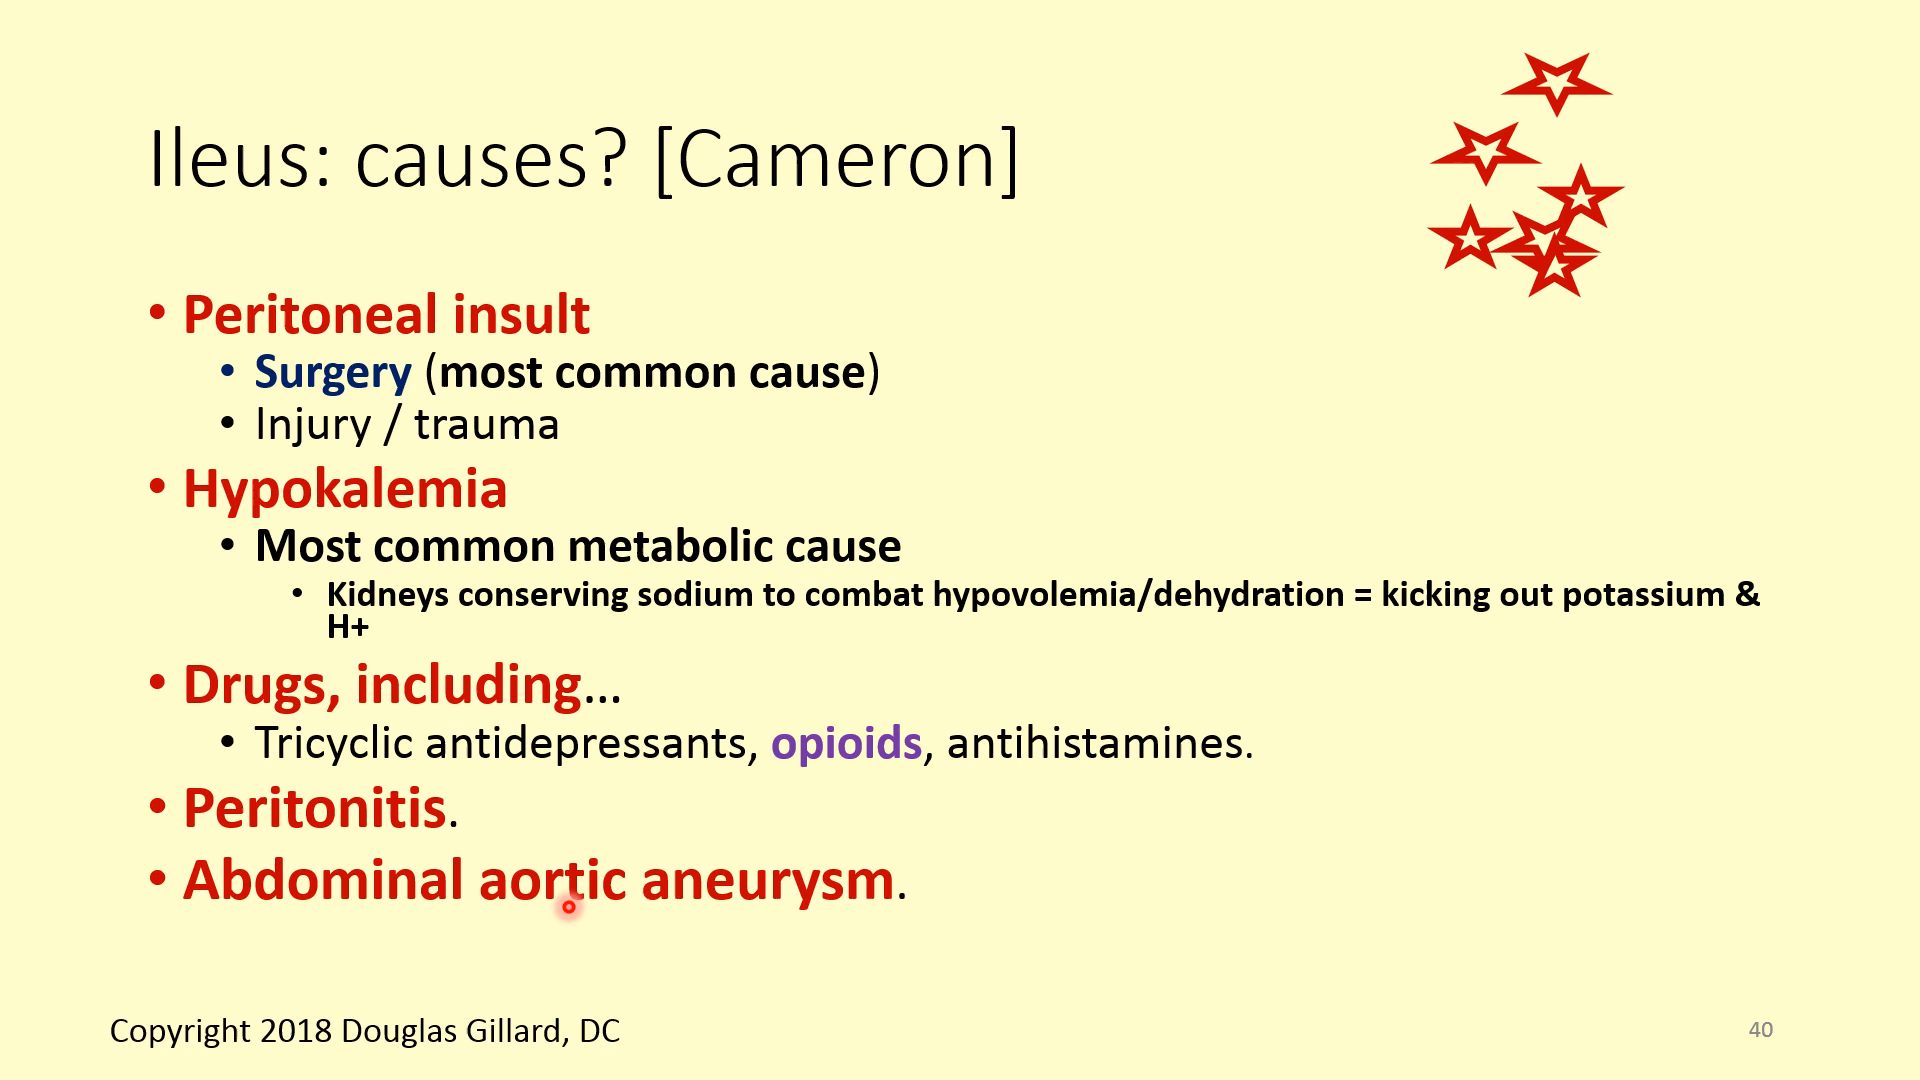 Ileus: causes? [Cameron]
• Peritoneal insult
• Surgery (most common cause)
• Injury / trauma
• Hypokalemia
• Most common metabolic cause
• Kidneys conserving sodium to combat hypovolemia/dehydration = kicking out potassium &
H+
• Drugs, including...
• Tricyclic antidepressants, opioids, antihistamines.
• Peritonitis.
• Abdominal aortic aneurysm.
Copyright 2018 Douglas Gillard, DC
40